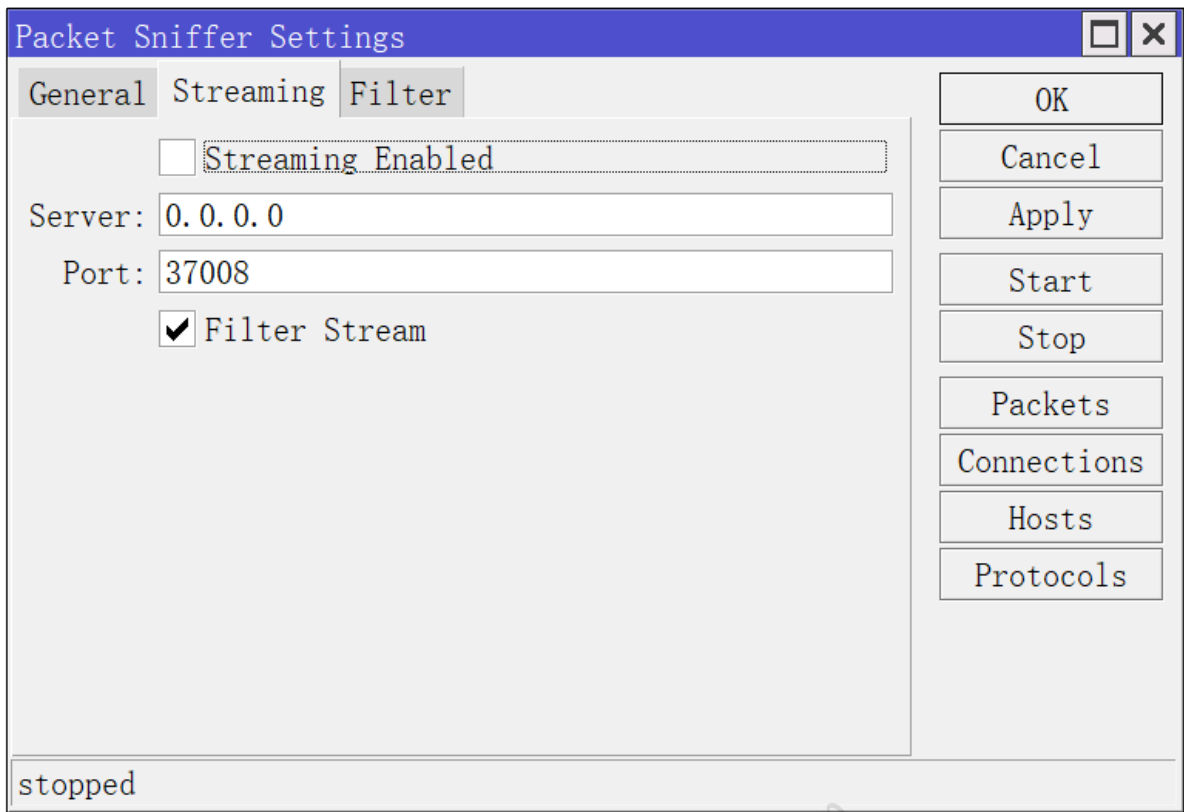 Packet Sniffer Settings
General Streaming Filter
Streaming Enabled
Server: 0.0.0.0
Port: 37008
Filter Stream
OK
Cancel
Apply
Start
Stop
Packets
Connections
Hosts
Protocols
stopped